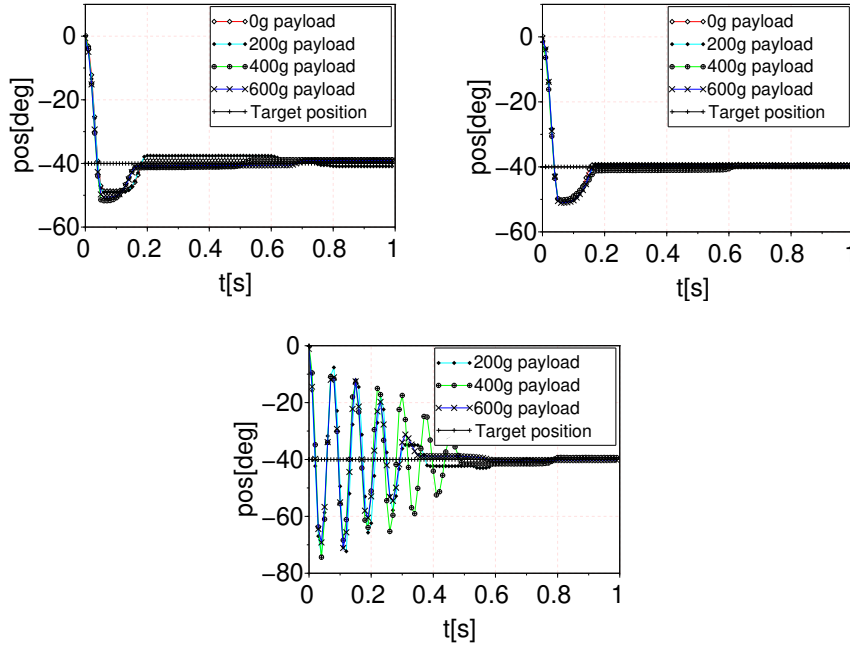 0
−20
−40
−60
pos[deg]
0g payload
200g payload
400g payload
600g payload
Target position
0 0.2 0.4 0.6 0.8 1
t[s]
0
−20
−40
−60
pos[deg]
0g payload
200g payload
400g payload
600g payload
Target position
0 0.2 0.4 0.6 0.8 1
t[s]
0
−20
−40
−60
−80
pos[deg]
200g payload
400g payload
600g payload
Target position
0 0.2 0.4 0.6 0.8 1
t[s]